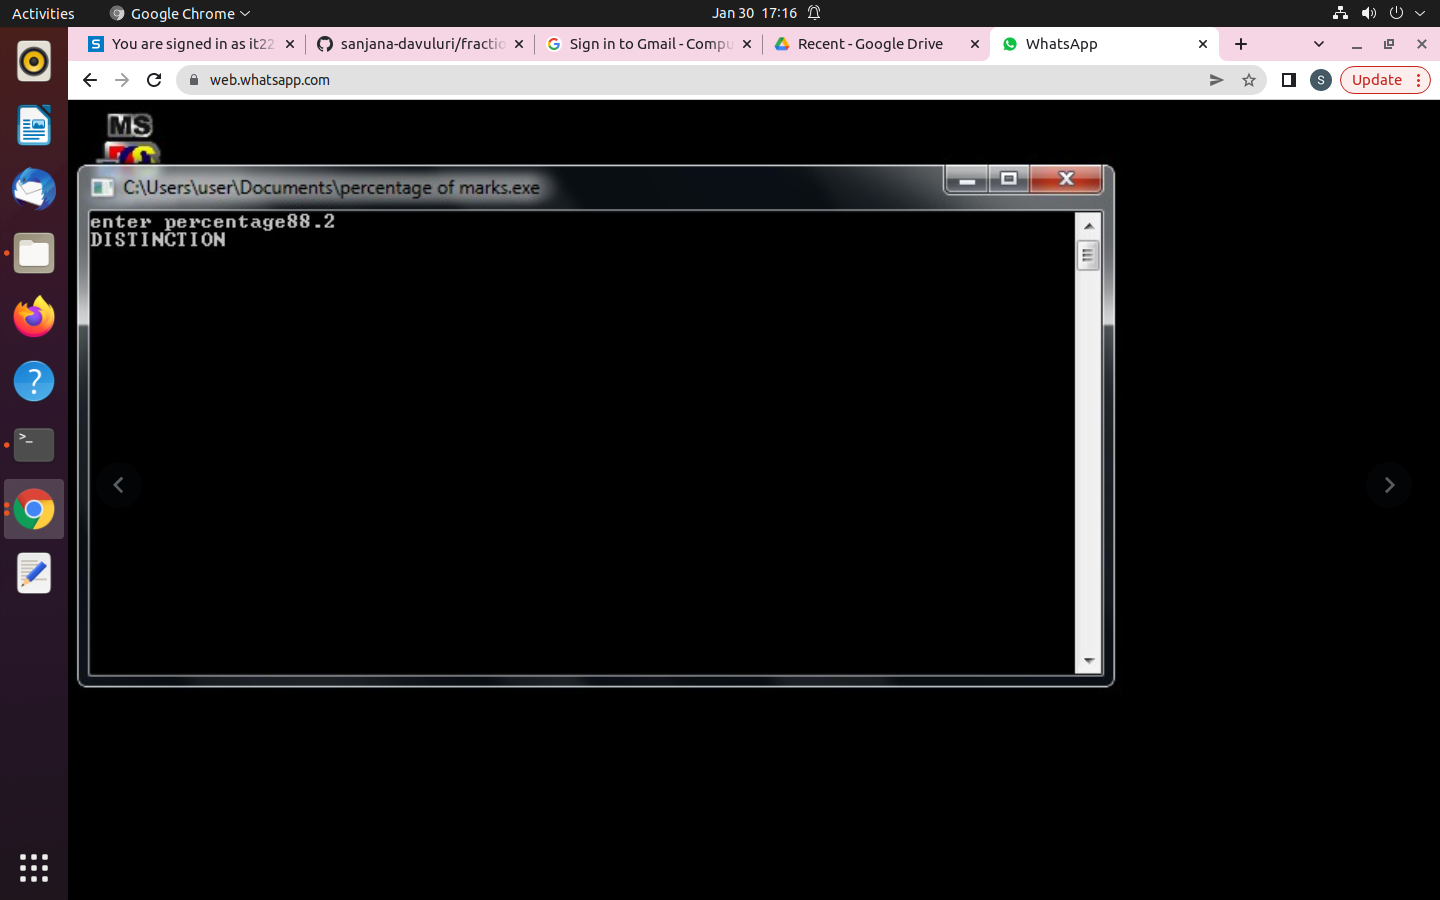 Activities
Google Chrome
Jan 30 17:16
You are signed in as it22
sanjana-davuluri/fractio
Sign in to Gmail - Compu
Recent - Google Drive
WhatsApp
web.whatsapp.com
S
Update
MS
C:\Users\user\Documents\percentage of marks.exe
enter percentage88.2
DISTINCTION